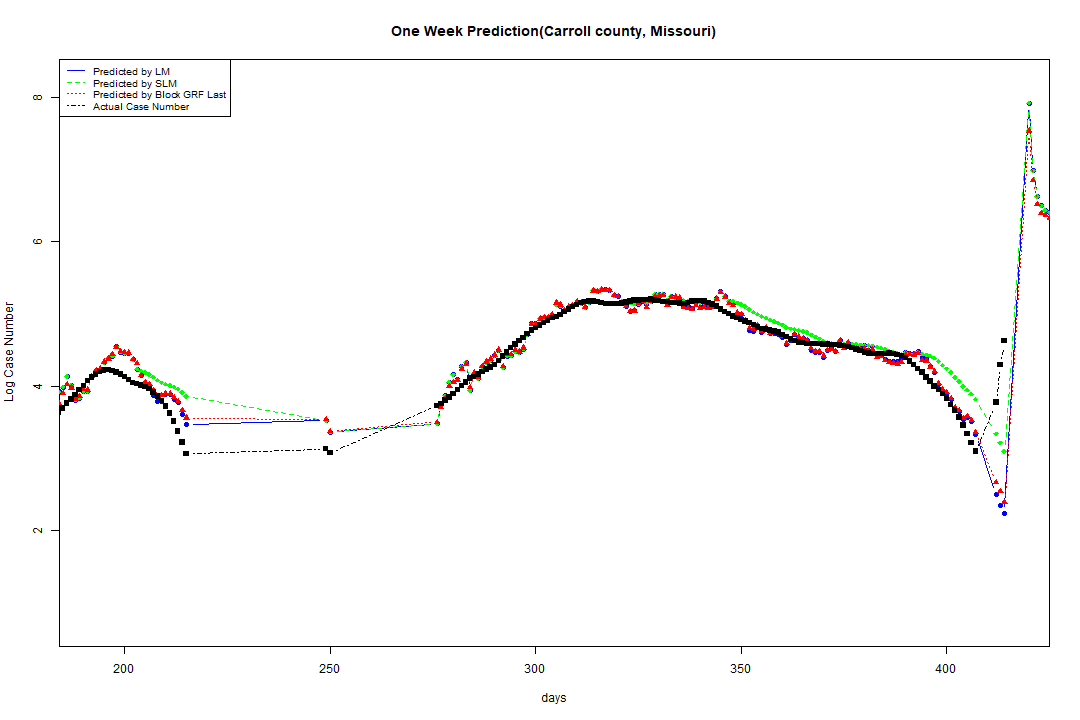 One Week Prediction(Carroll county, Missouri)
Predicted by LM
Predicted by SLM
Predicted by Block GRF Last
Actual Case Number
8
6
4
2
Log Case Number
200 250 300 350 400
days